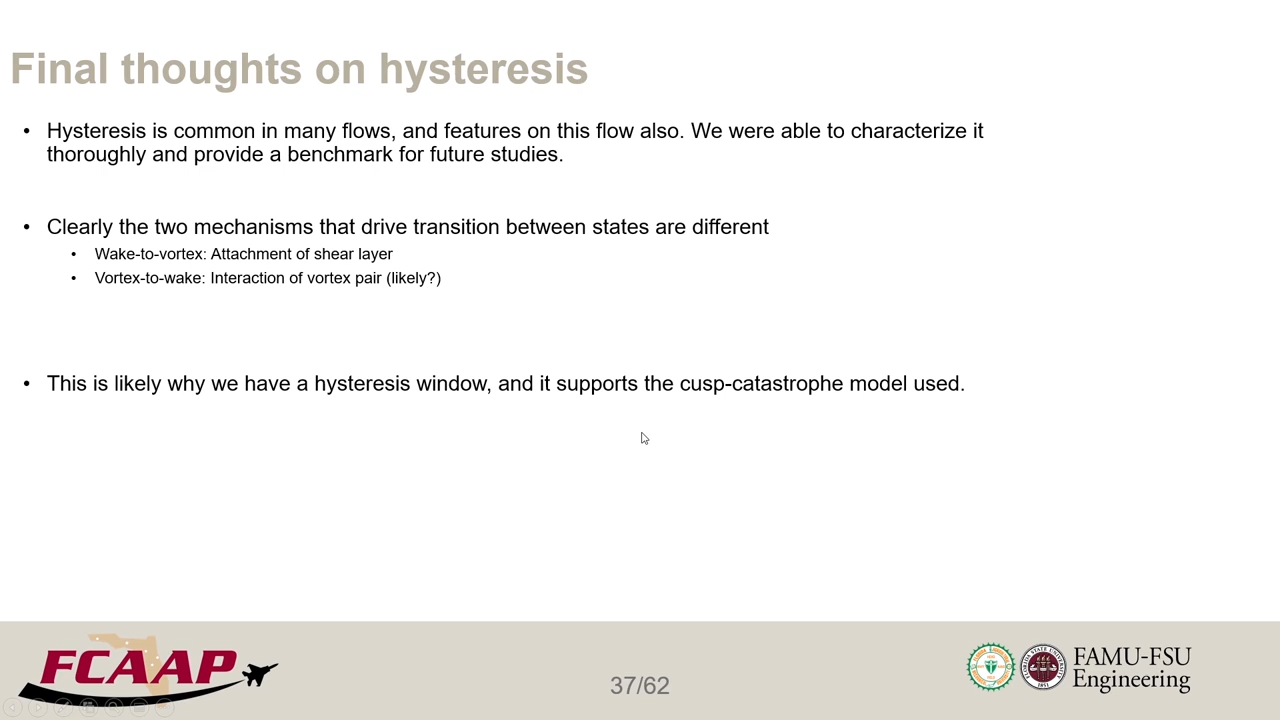 Final thoughts on hysteresis
• Hysteresis is common in many flows, and features on this flow also. We were able to characterize it
thoroughly and provide a benchmark for future studies.
• Clearly the two mechanisms that drive transition between states are different
• Wake-to-vortex: Attachment of shear layer
• Vortex-to-wake: Interaction of vortex pair (likely?)
• This is likely why we have a hysteresis window, and it supports the cusp-catastrophe model used.
FCAAP
37/62
FAMU-FSU
Engineering